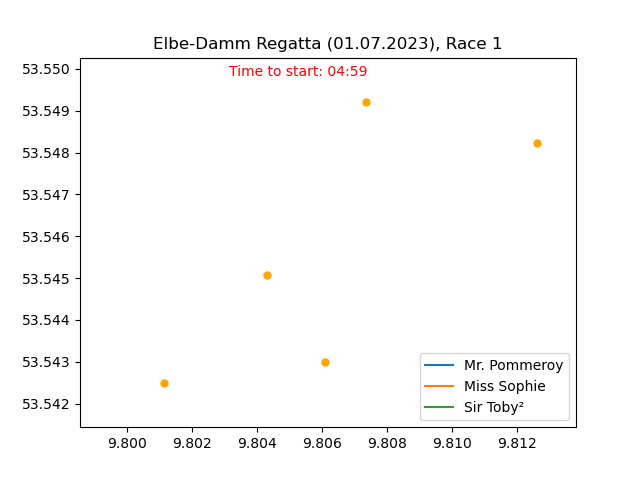 Elbe-Damm Regatta (01.07.2023), Race 1
Time to start: 04:59
53.550
53.549
53.548
53.547
53.546
53.545
53.544
53.543
53.542
Mr. Pommeroy
Miss Sophie
Sir Toby²
9.800 9.802 9.804 9.806 9.808 9.810 9.812